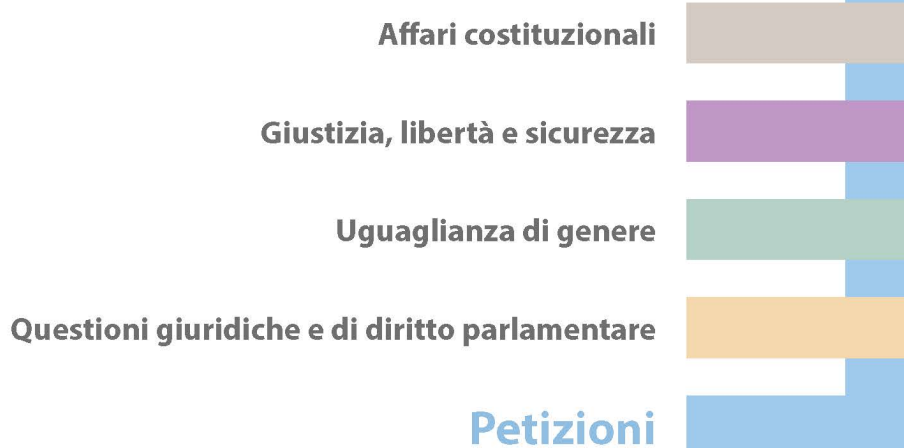 Affari costituzionali
Giustizia, libertà e sicurezza
Uguaglianza di genere
Questioni giuridiche e di diritto parlamentare
Petizioni